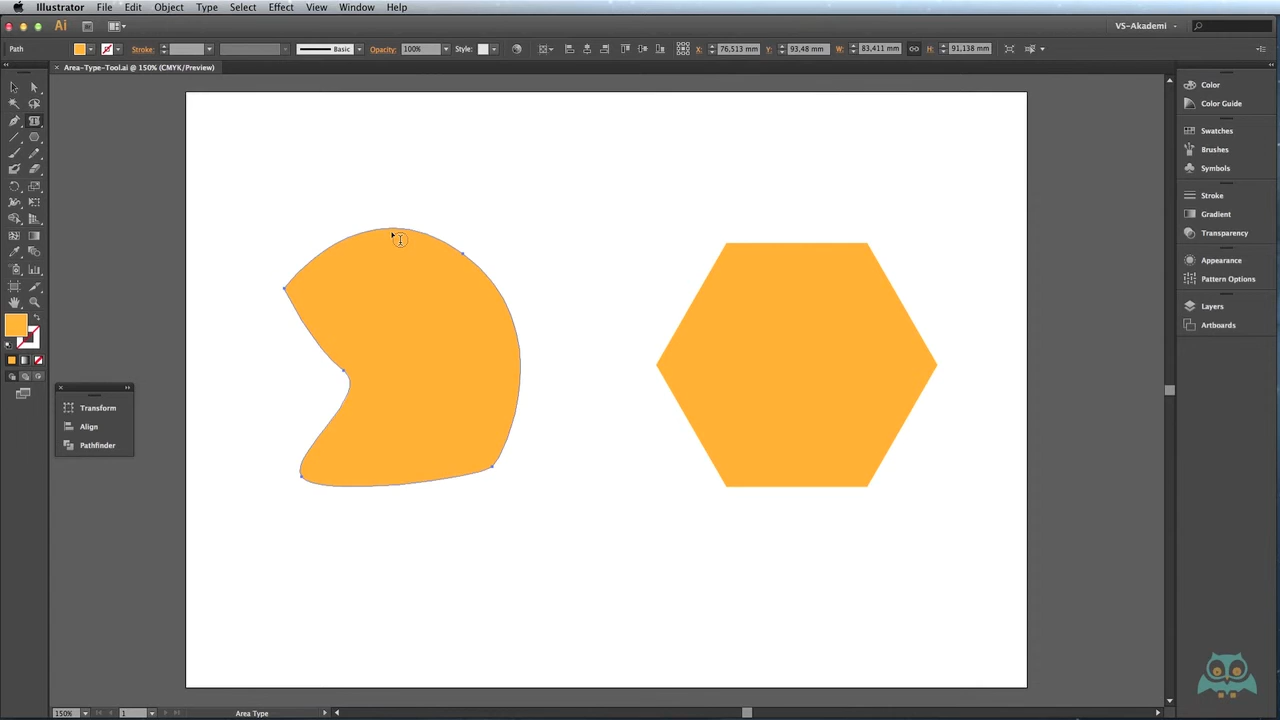 Illustrator File Edit Object Type Select Effect View Window Help
Ai VS-Akademi
Path Stroke: Basic Opacity: 100% Style: X: 76,513 mm Y: 93,48 mm W: 83,411 mm H: 91,138 mm
× Area-Type-Tool.ai @ 150% (CMYK/Preview)
Color
Color Guide
Swatches
Brushes
Symbols
Stroke
Gradient
Transparency
Appearance
Pattern Options
Layers
Artboards
Transform
Align
Pathfinder
150% 1 Area Type